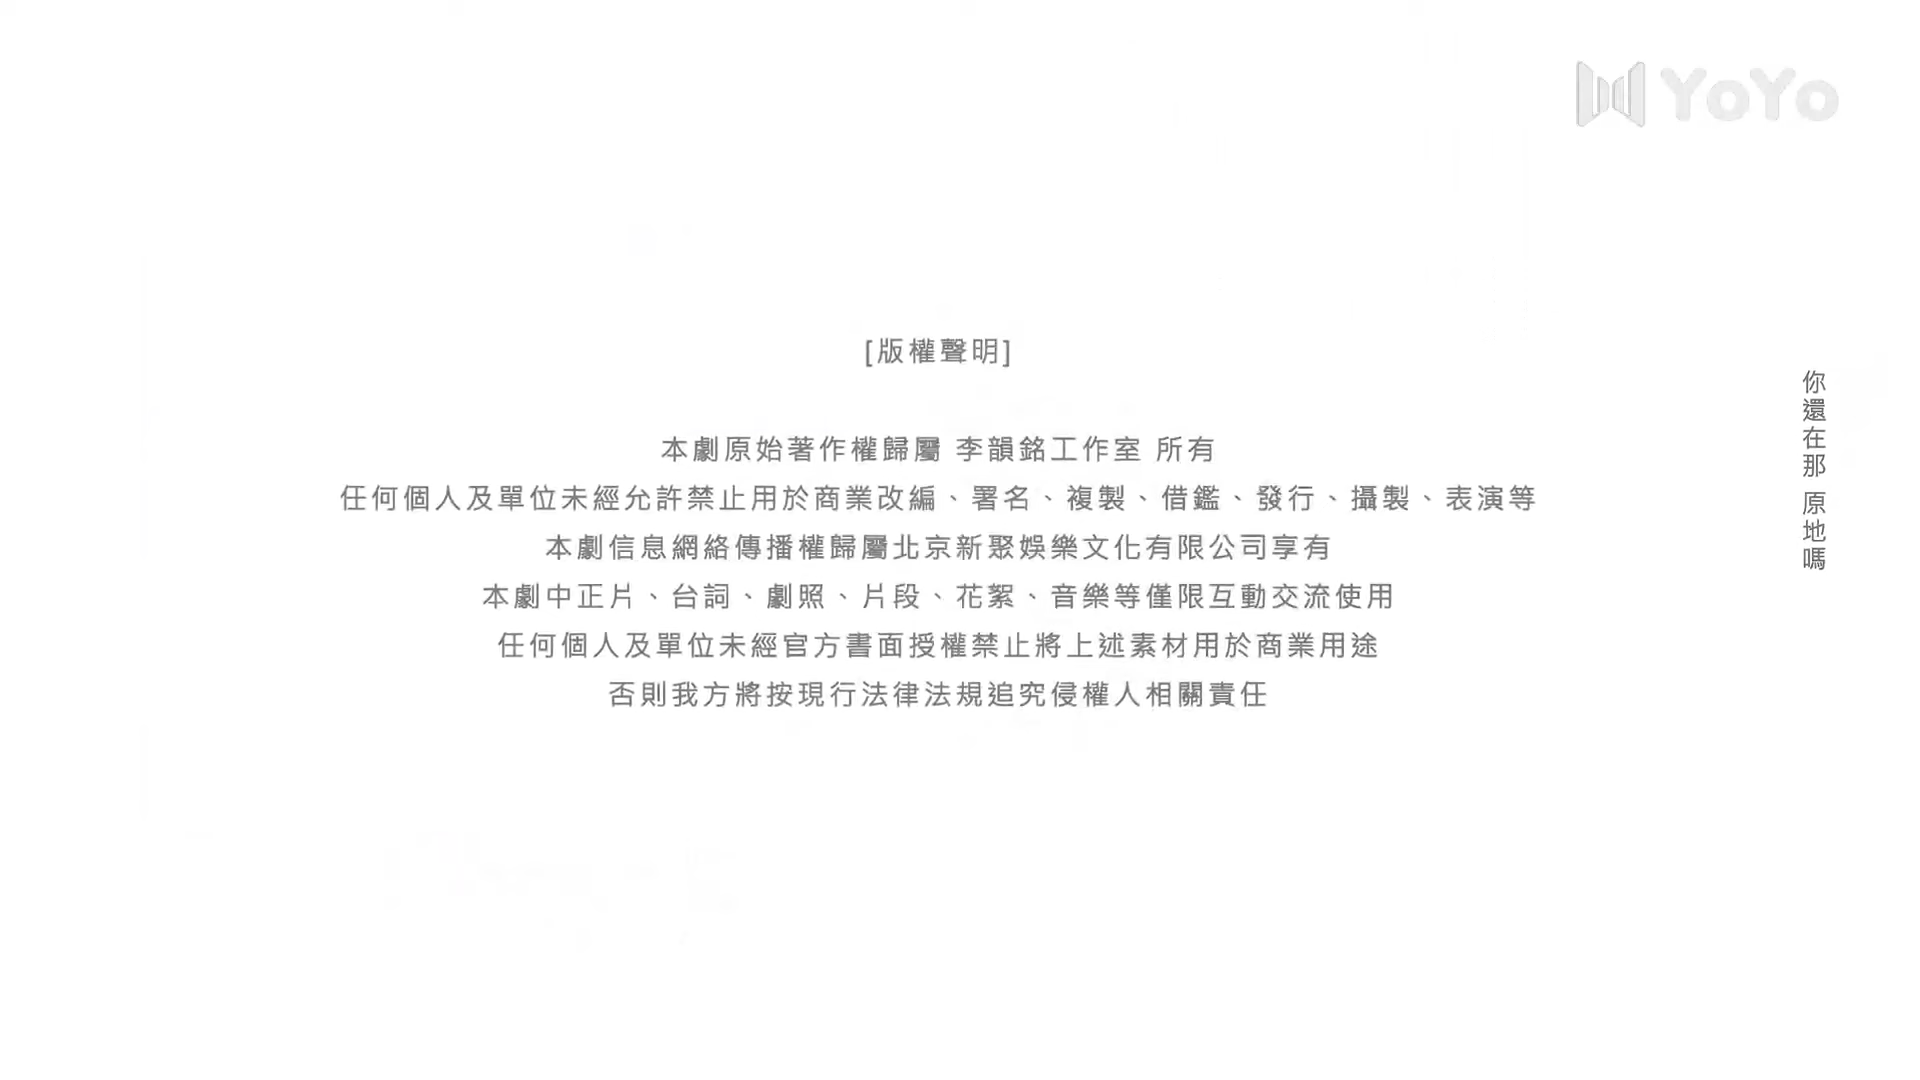 YoYo
[版權聲明]
本劇原始著作權歸屬 李韻銘工作室 所有
任何個人及單位未經允許禁止用於商業改編、署名、複製、借鑑、發行、攝製、表演等
本劇信息網絡傳播權歸屬北京新聚娛樂文化有限公司享有
本劇中正片、台詞、劇照、片段、花絮、音樂等僅限互動交流使用
任何個人及單位未經官方書面授權禁止將上述素材用於商業用途
否則我方將按現行法律法規追究侵權人相關責任
你還在那 原地嗎